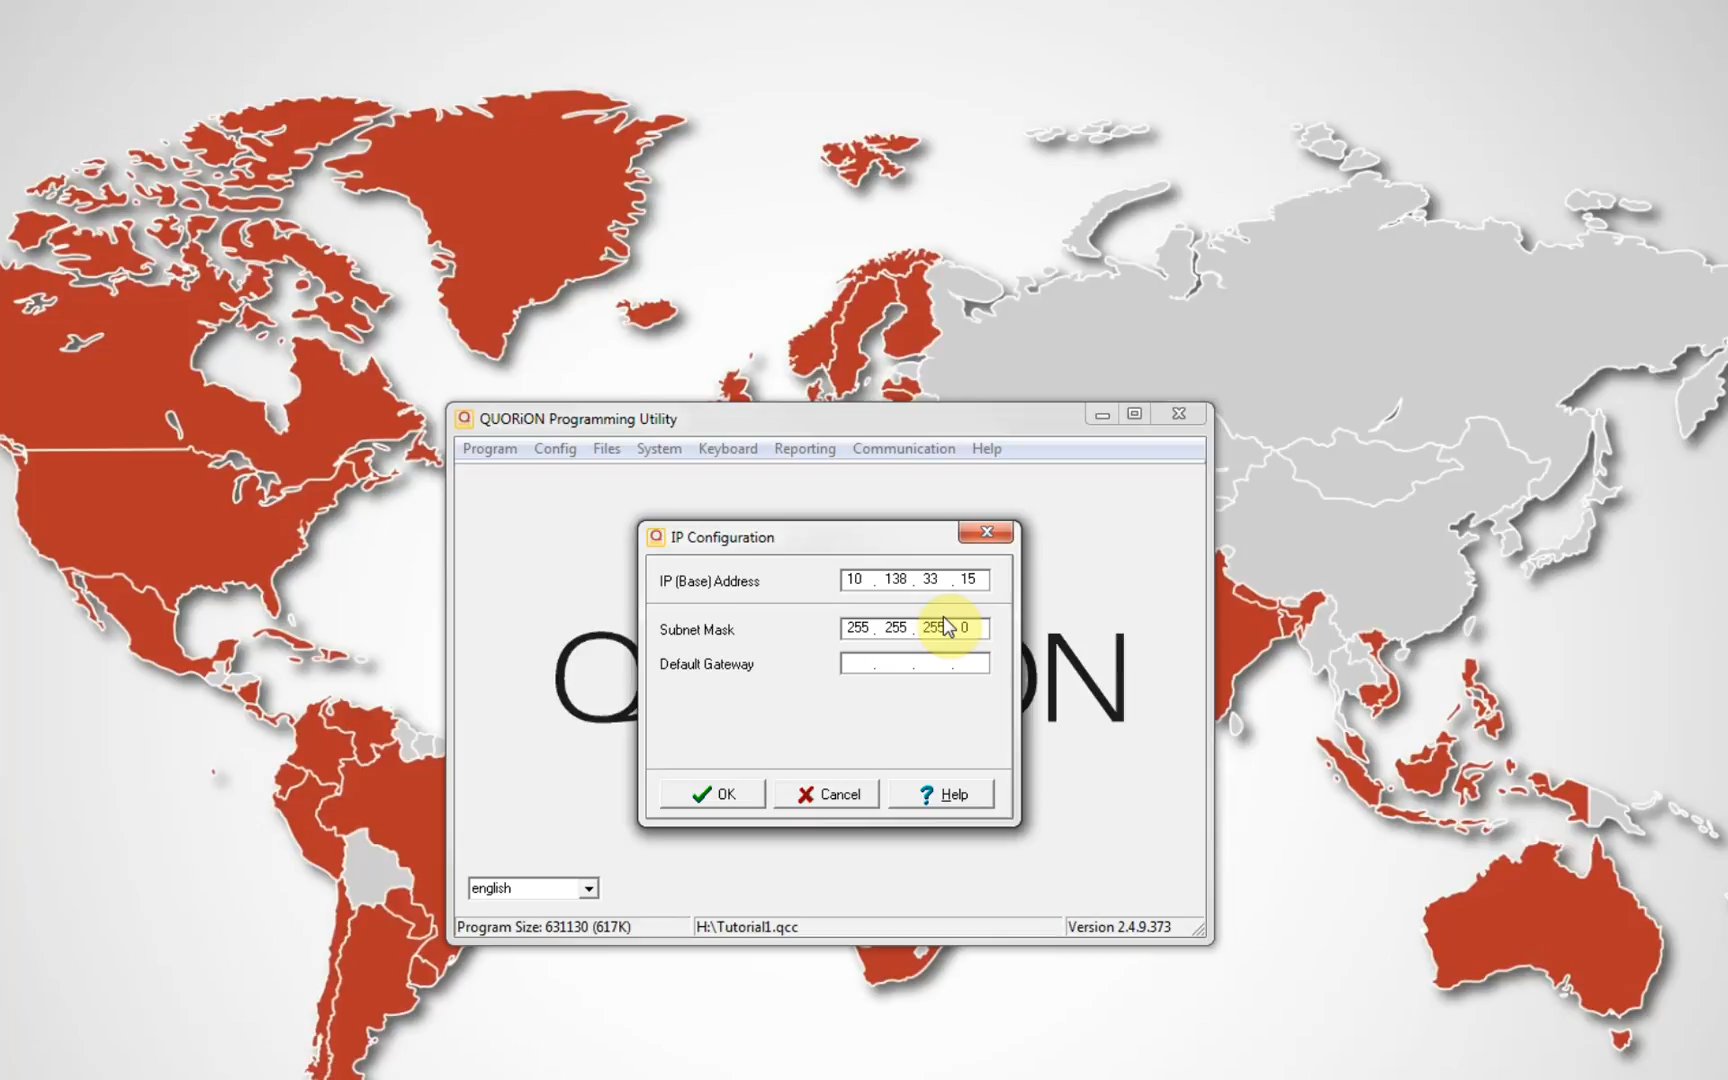 QUORiON Programming Utility
Program Config Files System Keyboard Reporting Communication Help
IP Configuration
IP (Base) Address 10 . 138 . 33 . 15
Subnet Mask 255 . 255 . 255 . 0
Default Gateway . . .
OK Cancel Help
english
Program Size: 631130 (617K) H:\Tutorial1.qcc Version 2.4.9.373